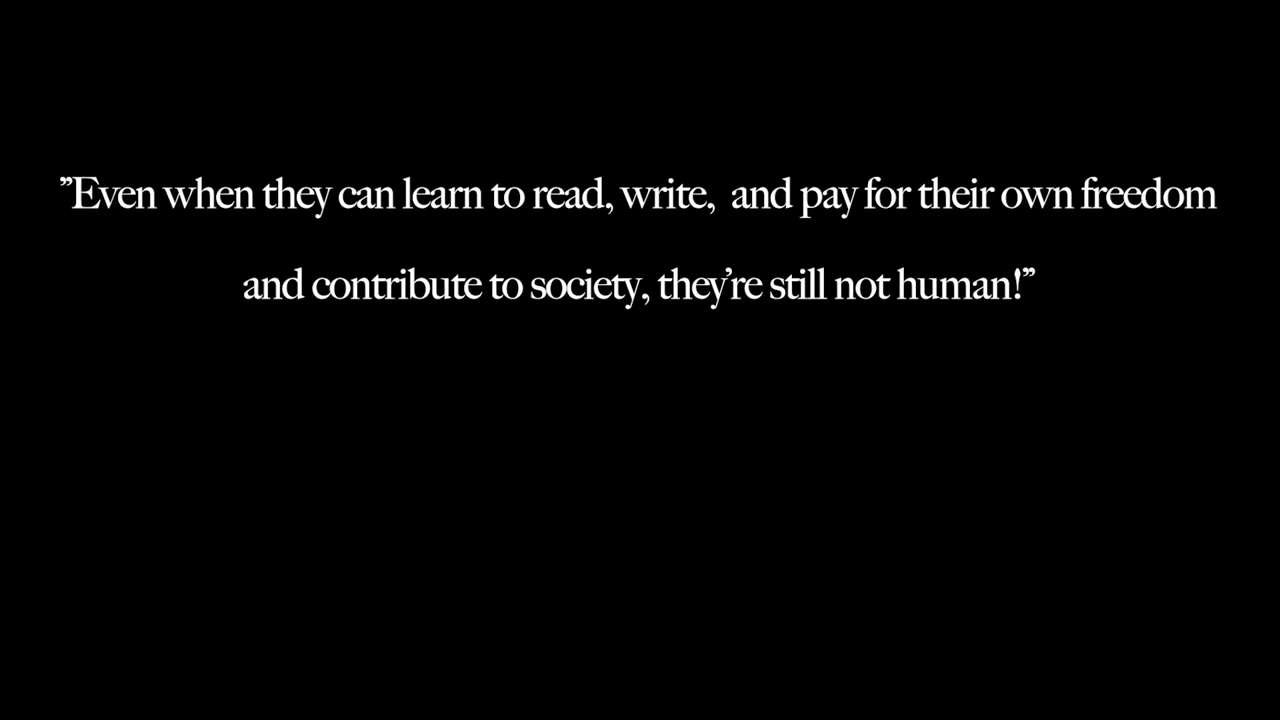 ”Even when they can learn to read, write,  and pay for their own freedom
and contribute to society, they’re still not human!”